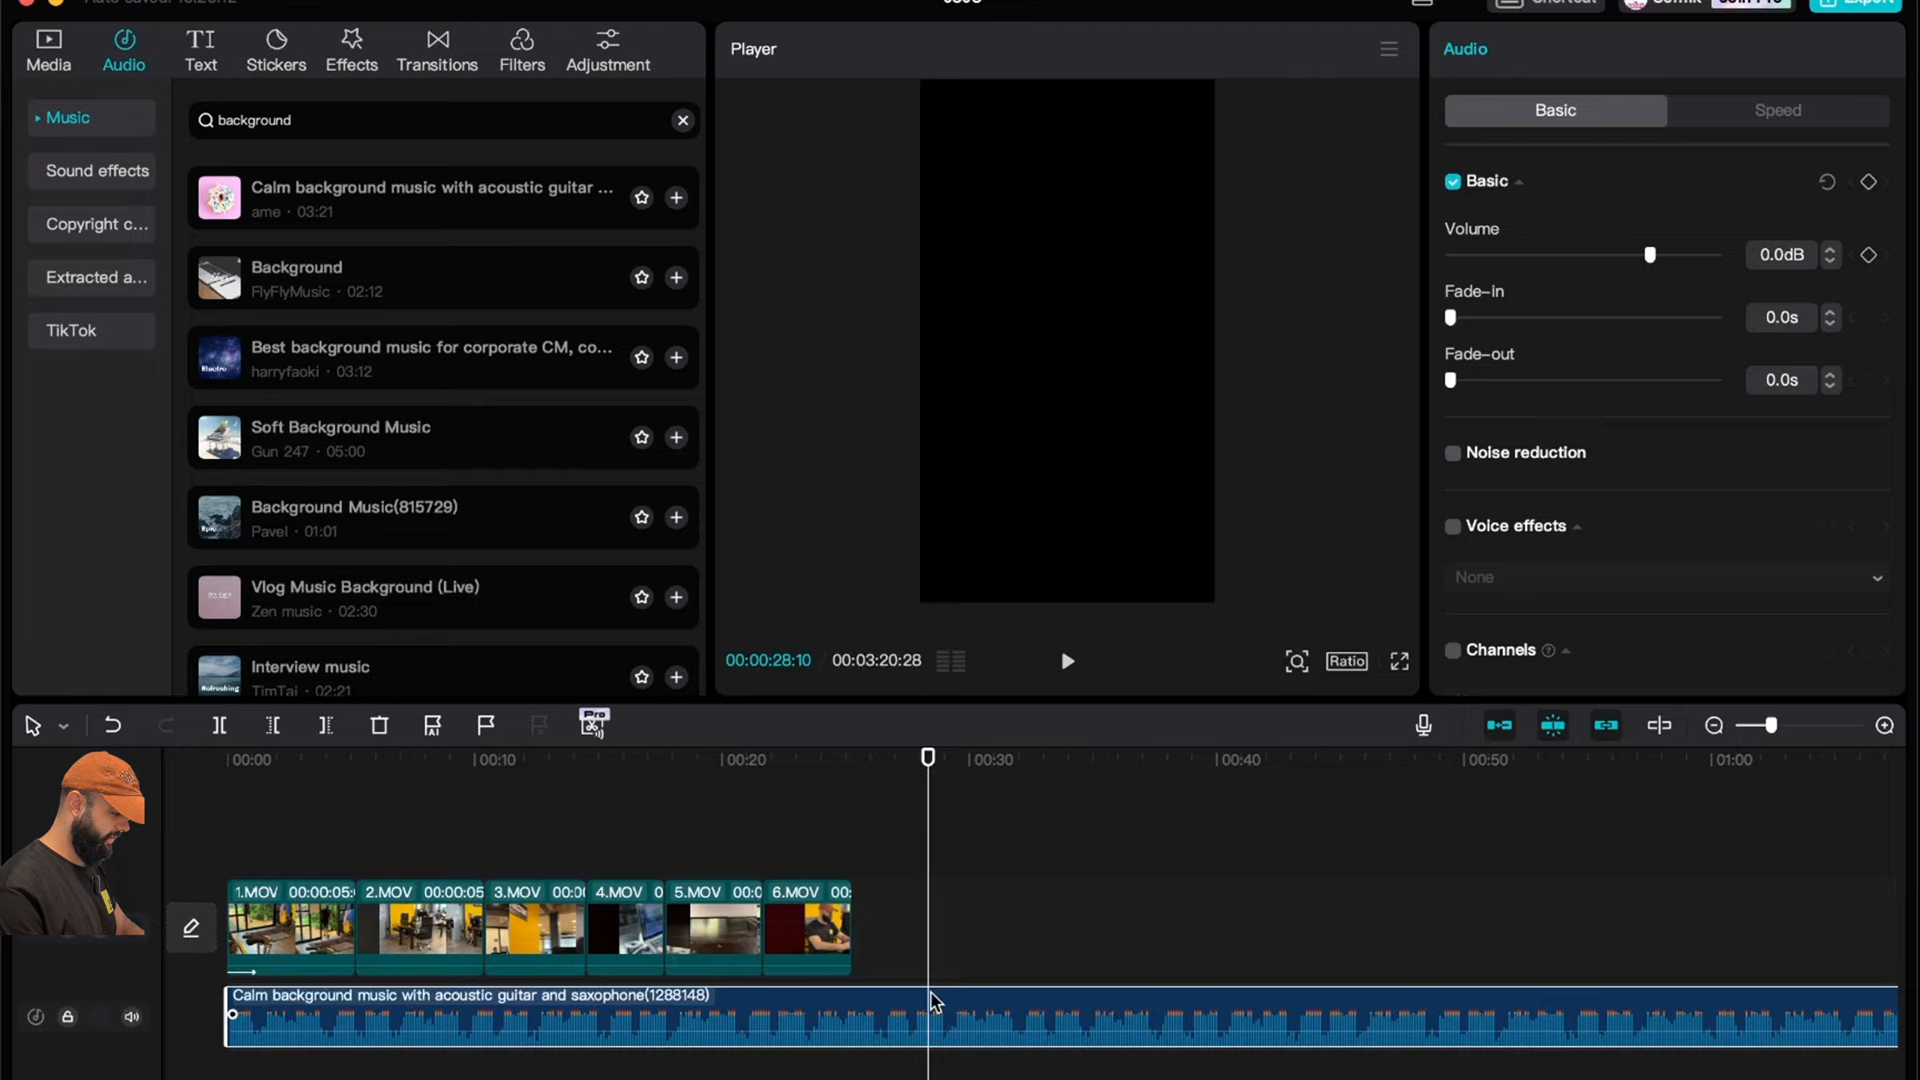 Media
Audio
Text
Stickers
Effects
Transitions
Filters
Adjustment
Music
Sound effects
Copyright c...
Extracted a...
TikTok
background
Calm background music with acoustic guitar ...
ame · 03:21
Background
FlyFlyMusic · 02:12
Best background music for corporate CM, co...
harryfaoki · 03:12
Soft Background Music
Gun 247 · 05:00
Background Music(815729)
Pavel · 01:01
Vlog Music Background (Live)
Zen music · 02:30
Interview music
TimTai · 02:21
Player
00:00:28:10
00:03:20:28
Ratio
Audio
Basic
Speed
Basic
Volume
0.0dB
Fade-in
0.0s
Fade-out
0.0s
Noise reduction
Voice effects
None
Channels
Pro
00:00
00:10
00:20
00:30
00:40
00:50
01:00
1.MOV 00:00:05:
2.MOV 00:00:05
3.MOV 00:0
4.MOV 0
5.MOV 00:0
6.MOV 00:
Calm background music with acoustic guitar and saxophone(1288148)